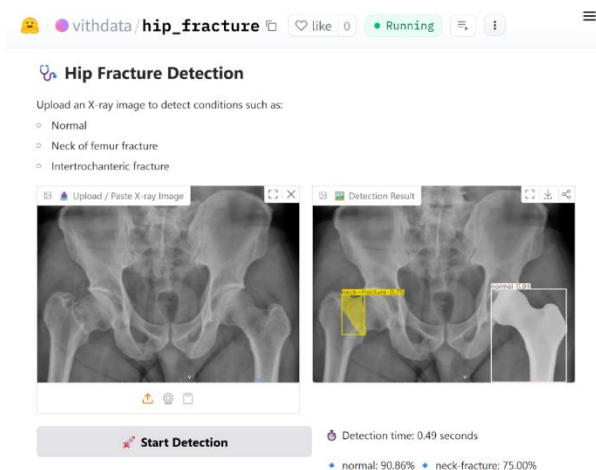 vithdata/hip_fracture like 0 Running
Hip Fracture Detection
Upload an X-ray image to detect conditions such as:
Normal
Neck of femur fracture
Intertrochanteric fracture
Upload / Paste X-ray Image
Detection Result
neck-fracture 0.75
normal 0.91
Start Detection
Detection time: 0.49 seconds
normal: 90.86% neck-fracture: 75.00%